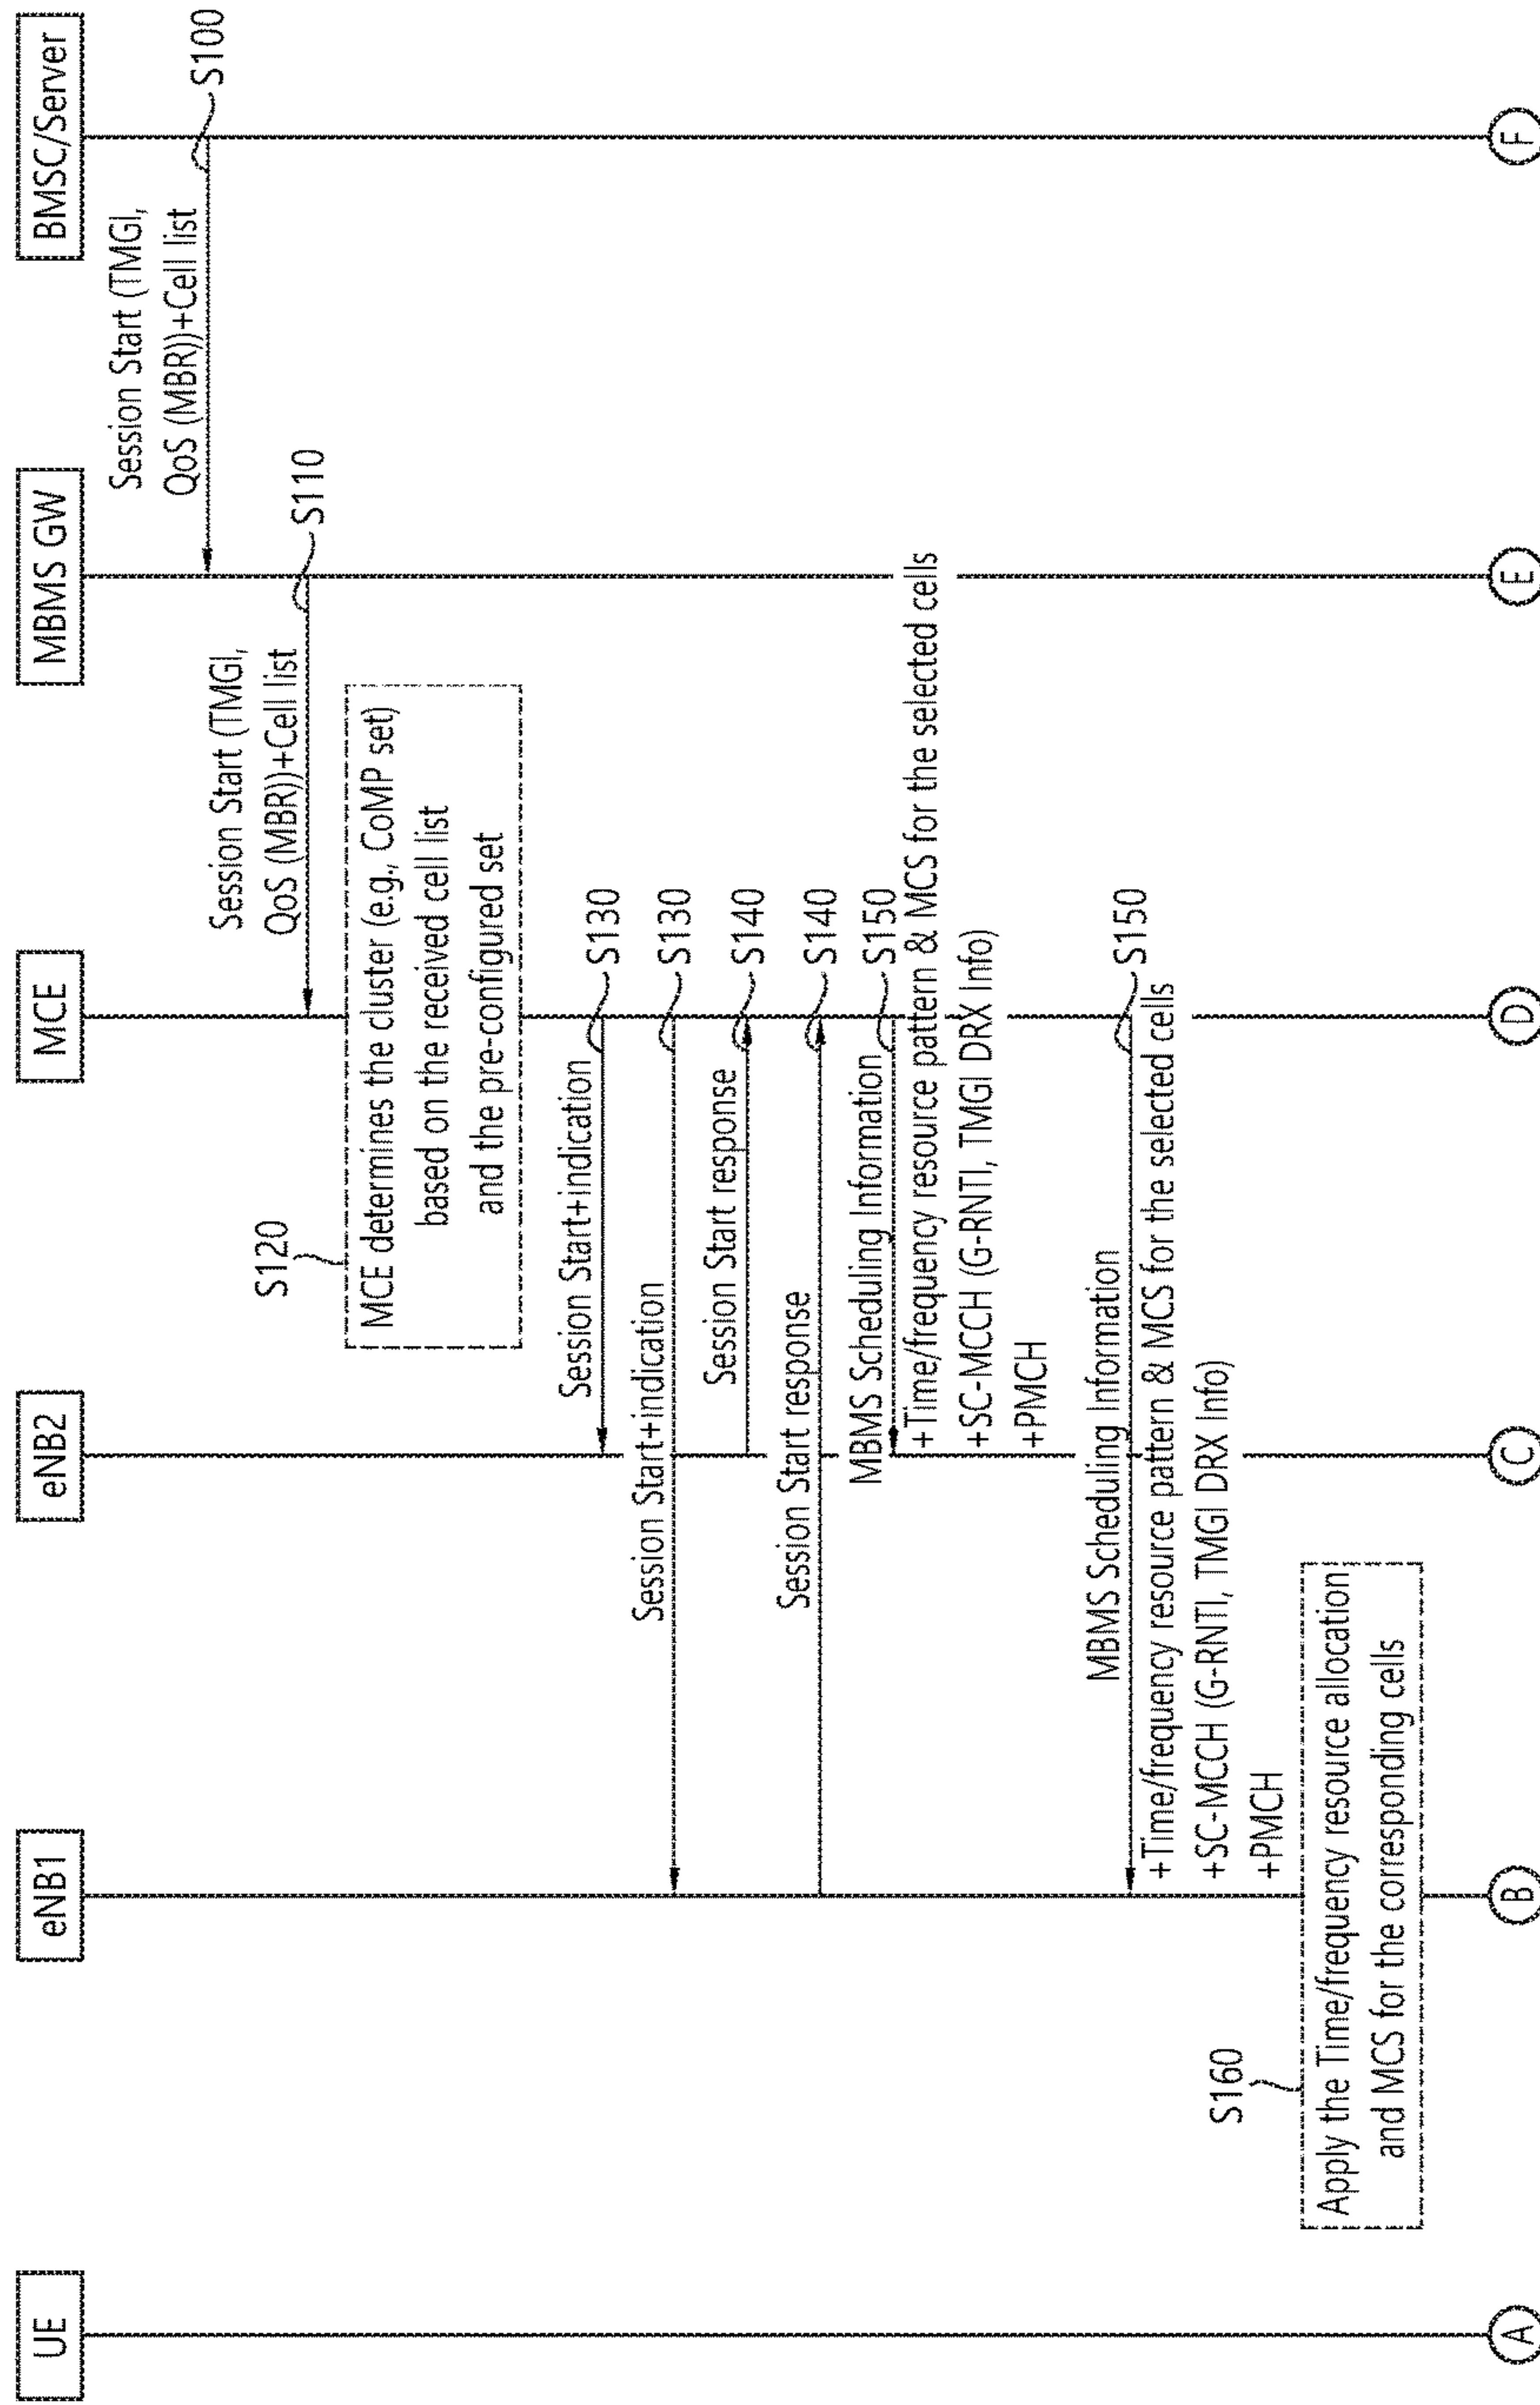 UE
eNB1
eNB2
MCE
MBMS GW
BMSC/Server
Session Start (TMGI,
QoS (MBR))+Cell list
S100
Session Start (TMGI,
QoS (MBR))+Cell list
S110
S120
MCE determines the cluster (e.g., CoMP set)
based on the received cell list
and the pre-configured set
Session Start+indication
S130
Session Start+indication
S130
Session Start response
S140
Session Start response
S140
MBMS Scheduling Information
S150
+Time/frequency resource pattern & MCS for the selected cells
+SC-MCCH (G-RNTI, TMGI DRX Info)
+PMCH
MBMS Scheduling Information
S150
+Time/frequency resource pattern & MCS for the selected cells
+SC-MCCH (G-RNTI, TMGI DRX Info)
+PMCH
S160
Apply the Time/frequency resource allocation
and MCS for the corresponding cells
A
B
C
D
E
F